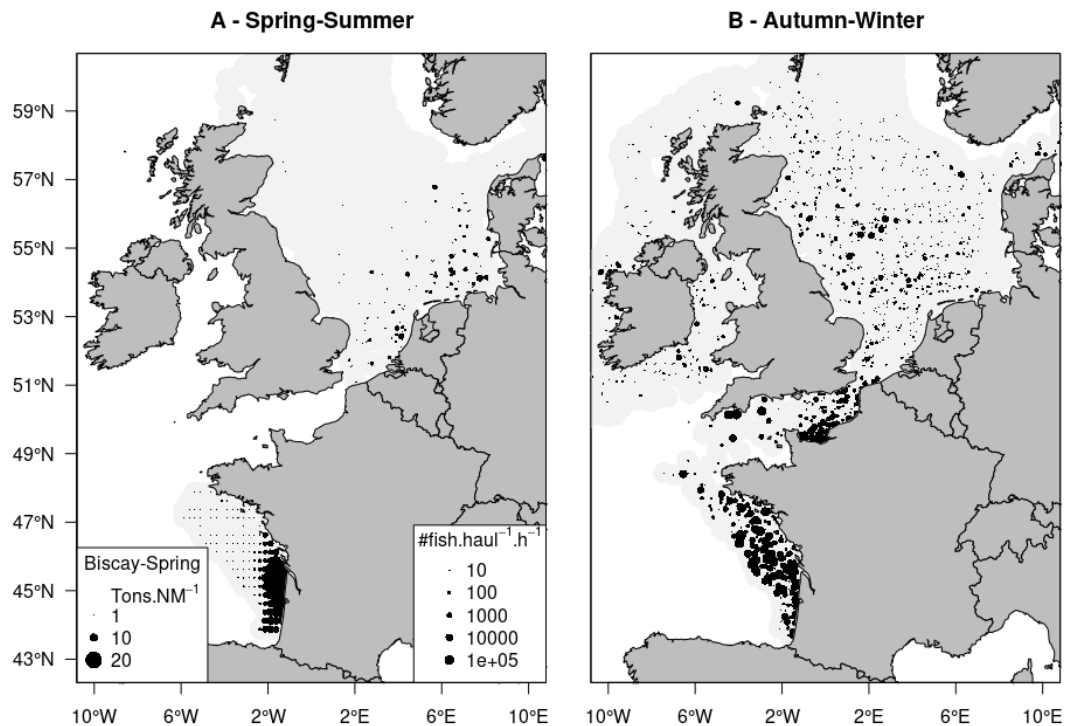 A - Spring-Summer
B - Autumn-Winter
59°N
57°N
55°N
53°N
51°N
49°N
47°N
45°N
43°N
Biscay-Spring
Tons.NM⁻¹
1
10
20
#fish.haul⁻¹.h⁻¹
10
100
1000
10000
1e+05
10°W 6°W 2°W 2°E 6°E 10°E
10°W 6°W 2°W 2°E 6°E 10°E